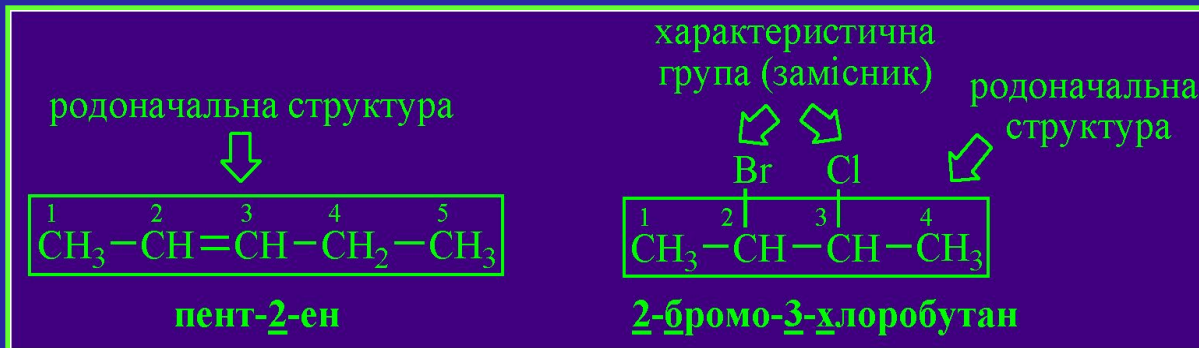 родоначальна структура
1 2 3 4 5
CH₃—CH=CH—CH₂—CH₃
пент-2-ен
характеристична
група (замісник)
родоначальна
структура
Br Cl
1 2 3 4
CH₃—CH—CH—CH₃
2-бромо-3-хлоробутан